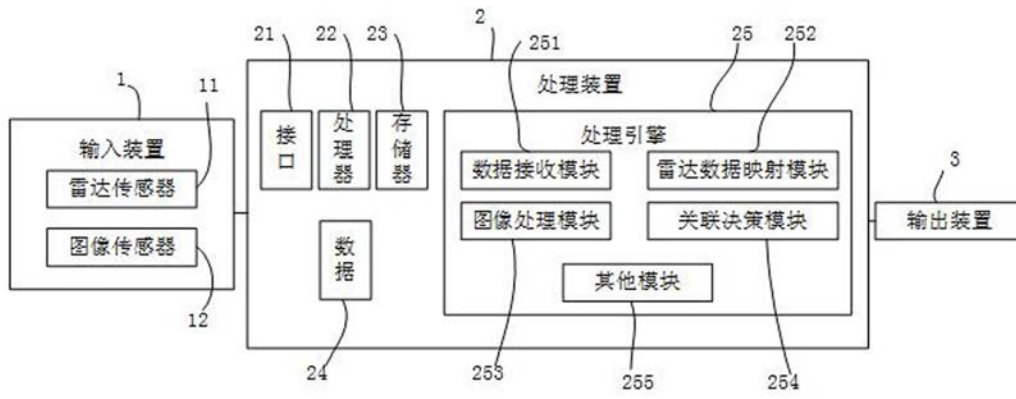 2
21 22 23 251 25 252
1 11
处理装置
输入装置
雷达传感器
图像传感器
12
接口
处理器
存储器
数据
24
处理引擎
数据接收模块
雷达数据映射模块
图像处理模块
关联决策模块
其他模块
253
255
254
3
输出装置